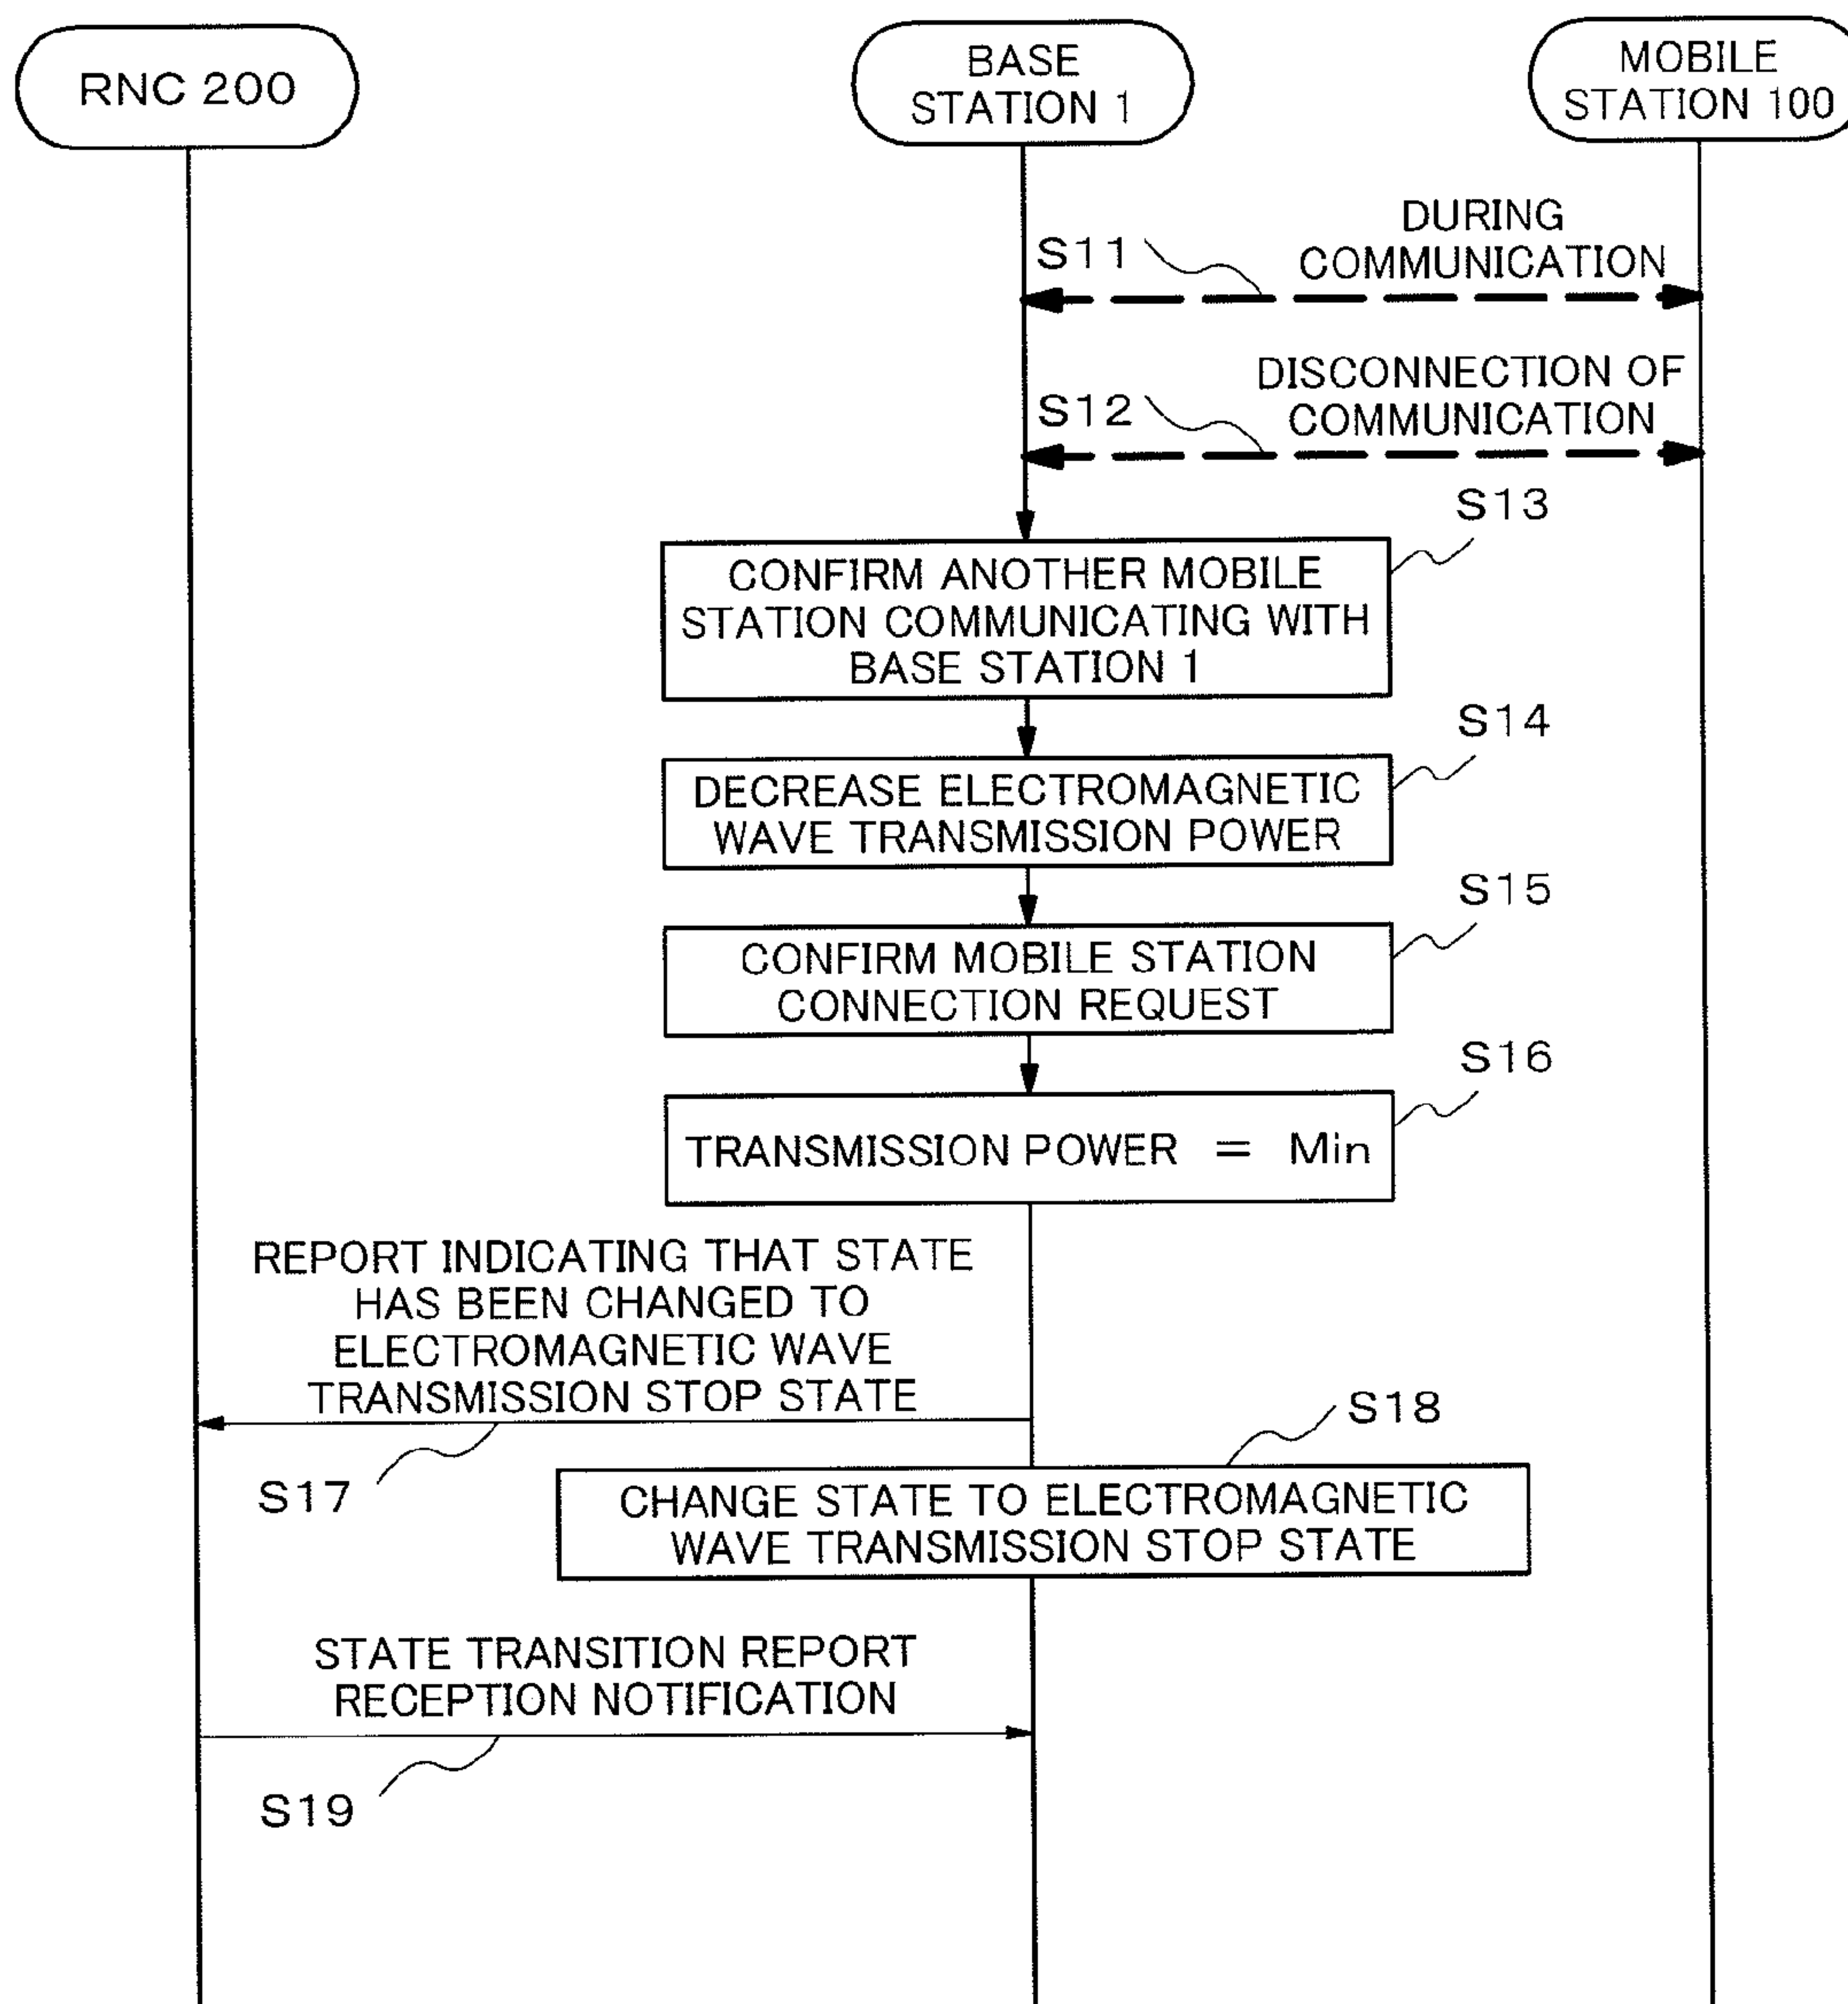 RNC 200
BASE
STATION 1
MOBILE
STATION 100
DURING
COMMUNICATION
S11
DISCONNECTION OF
COMMUNICATION
S12
S13
CONFIRM ANOTHER MOBILE
STATION COMMUNICATING WITH
BASE STATION 1
S14
DECREASE ELECTROMAGNETIC
WAVE TRANSMISSION POWER
S15
CONFIRM MOBILE STATION
CONNECTION REQUEST
S16
TRANSMISSION POWER = Min
REPORT INDICATING THAT STATE
HAS BEEN CHANGED TO
ELECTROMAGNETIC WAVE
TRANSMISSION STOP STATE
S17
S18
CHANGE STATE TO ELECTROMAGNETIC
WAVE TRANSMISSION STOP STATE
STATE TRANSITION REPORT
RECEPTION NOTIFICATION
S19